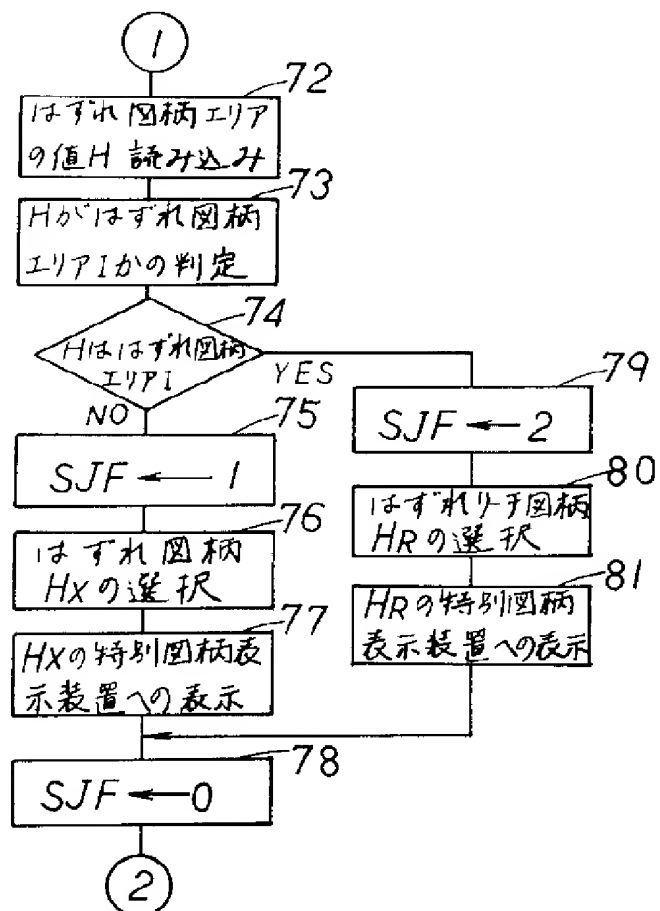 1
72
はずれ図柄エリア
の値H 読み込み
73
Hがはずれ図柄
エリアIかの判定
74
Hははずれ図柄
エリアI
YES
NO
75
SJF ← 1
76
はずれ図柄
HXの選択
77
HXの特別図柄表
示装置への表示
79
SJF ← 2
80
はずれリーチ図柄
HRの選択
81
HRの特別図柄
表示装置への表示
78
SJF ← 0
2